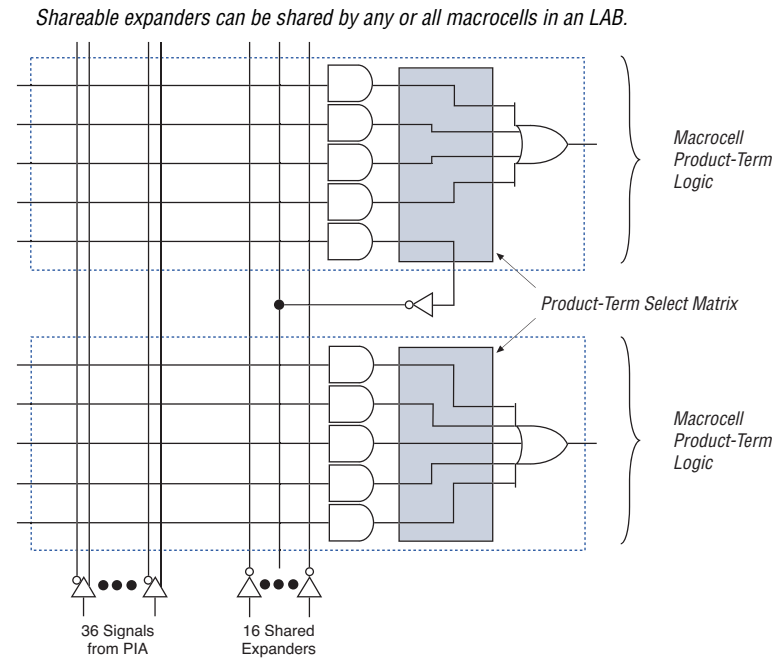 Shareable expanders can be shared by any or all macrocells in an LAB.
Macrocell
Product-Term
Logic
Product-Term Select Matrix
Macrocell
Product-Term
Logic
36 Signals
from PIA
16 Shared
Expanders